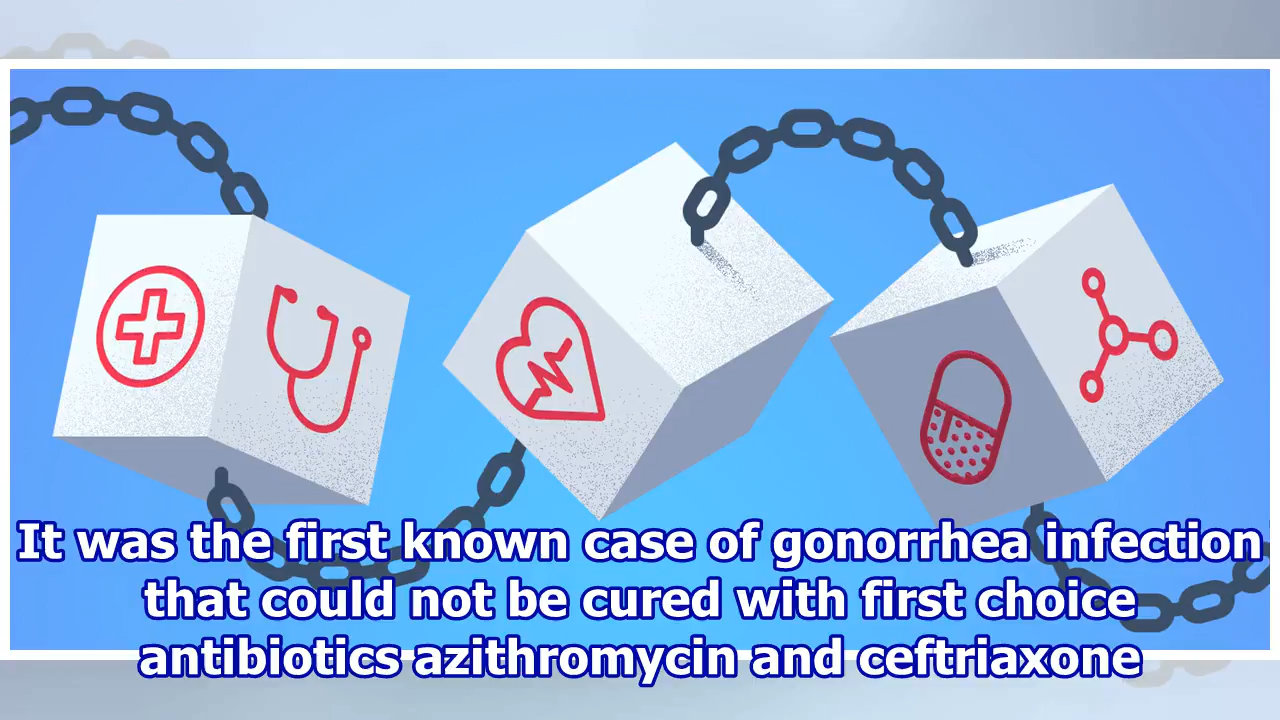 It was the first known case of gonorrhea infection
that could not be cured with first choice
antibiotics azithromycin and ceftriaxone